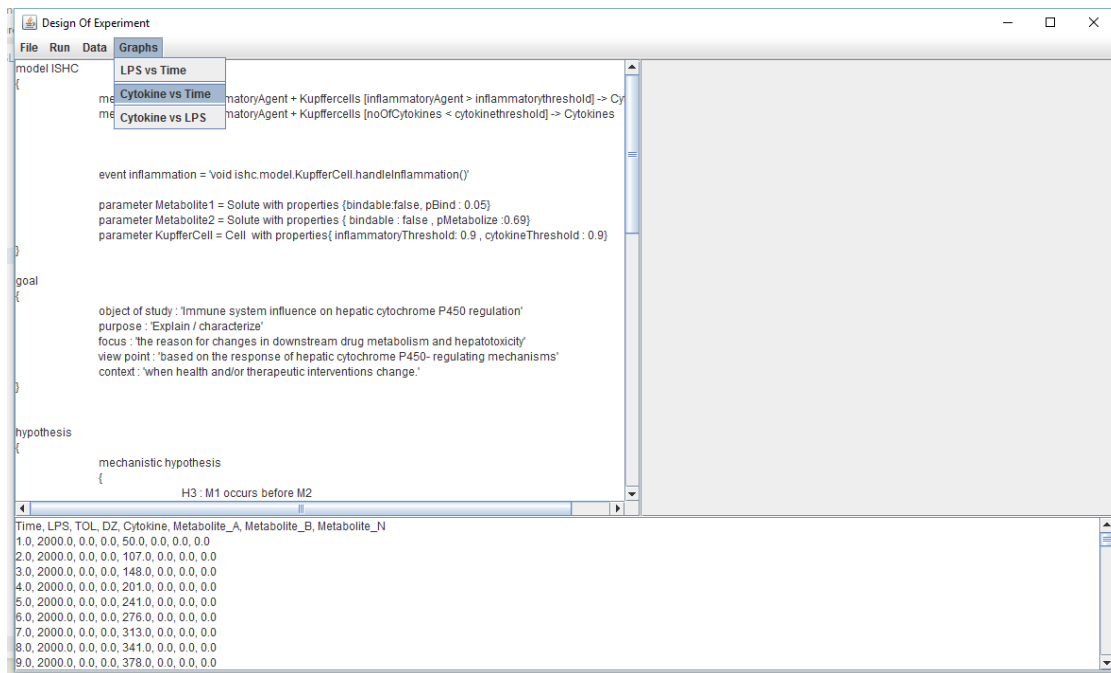 Design Of Experiment
File Run Data Graphs
LPS vs Time
Cytokine vs Time
Cytokine vs LPS
model ISHC
{
matoryAgent + Kupffercells [inflammatoryAgent > inflammatorythreshold] -> Cy
matoryAgent + Kupffercells [noOfCytokines < cytokinethreshold] -> Cytokines
event inflammation = 'void ishc.model.KupfferCell.handleInflammation()'
parameter Metabolite1 = Solute with properties {bindable:false, pBind : 0.05}
parameter Metabolite2 = Solute with properties { bindable : false , pMetabolize :0.69}
parameter KupfferCell = Cell with properties{ inflammatoryThreshold: 0.9 , cytokineThreshold : 0.9}
}
goal
{
object of study : 'Immune system influence on hepatic cytochrome P450 regulation'
purpose : 'Explain / characterize'
focus : 'the reason for changes in downstream drug metabolism and hepatotoxicity'
view point : 'based on the response of hepatic cytochrome P450- regulating mechanisms'
context : 'when health and/or therapeutic interventions change.'
}
hypothesis
{
mechanistic hypothesis
{
H3 : M1 occurs before M2
Time, LPS, TOL, DZ, Cytokine, Metabolite_A, Metabolite_B, Metabolite_N
1.0, 2000.0, 0.0, 0.0, 50.0, 0.0, 0.0, 0.0
2.0, 2000.0, 0.0, 0.0, 107.0, 0.0, 0.0, 0.0
3.0, 2000.0, 0.0, 0.0, 148.0, 0.0, 0.0, 0.0
4.0, 2000.0, 0.0, 0.0, 201.0, 0.0, 0.0, 0.0
5.0, 2000.0, 0.0, 0.0, 241.0, 0.0, 0.0, 0.0
6.0, 2000.0, 0.0, 0.0, 276.0, 0.0, 0.0, 0.0
7.0, 2000.0, 0.0, 0.0, 313.0, 0.0, 0.0, 0.0
8.0, 2000.0, 0.0, 0.0, 341.0, 0.0, 0.0, 0.0
9.0, 2000.0, 0.0, 0.0, 378.0, 0.0, 0.0, 0.0